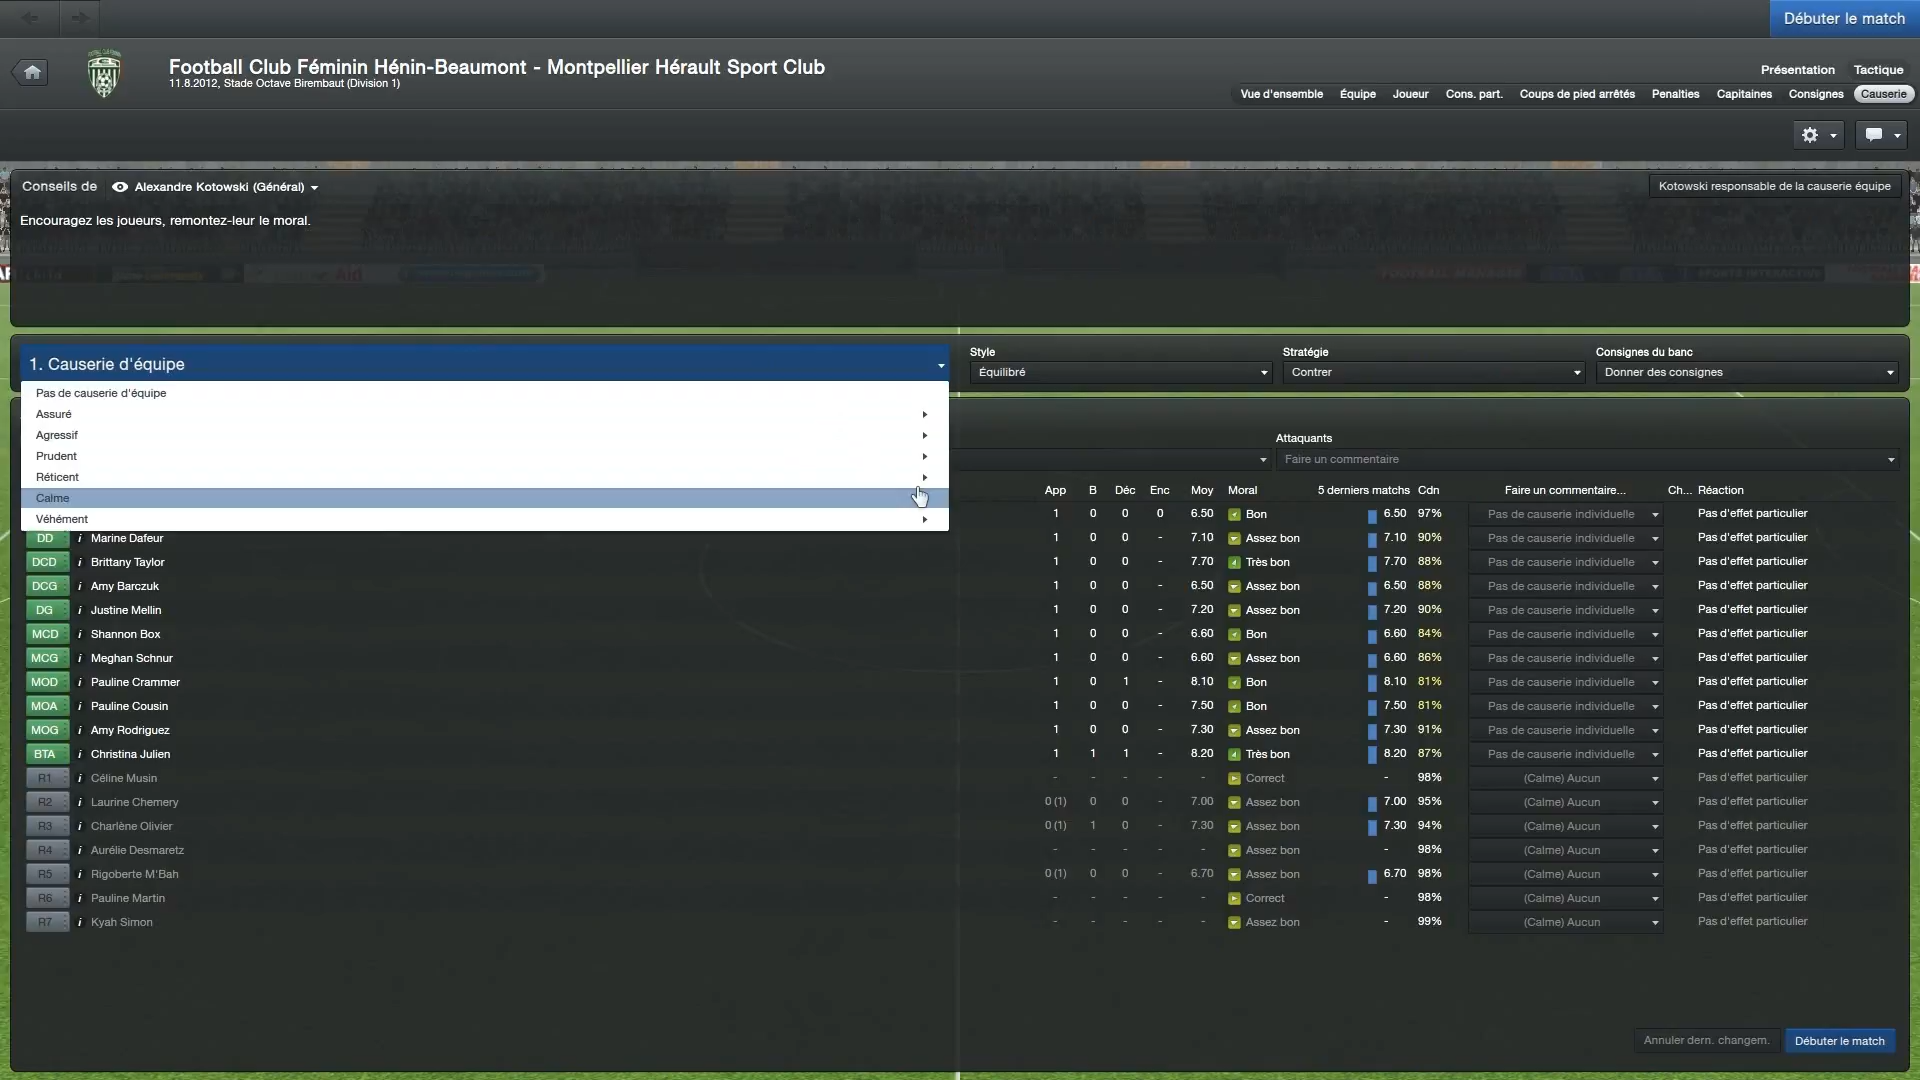 Débuter le match
Football Club Féminin Hénin-Beaumont - Montpellier Hérault Sport Club
11.8.2012, Stade Octave Birembaut (Division 1)
Présentation Tactique
Vue d'ensemble Équipe Joueur Cons. part. Coups de pied arrêtés Penalties Capitaines Consignes Causerie
Conseils de Alexandre Kotowski (Général)
Kotowski responsable de la causerie équipe
Encouragez les joueurs, remontez-leur le moral.
1. Causerie d'équipe
Style Stratégie Consignes du banc
Équilibré Contrer Donner des consignes
Pas de causerie d'équipe
Assuré
Agressif
Prudent
Réticent
Calme
Véhément
Attaquants
Faire un commentaire
App B Déc Enc Moy Moral 5 derniers matchs Cdn Faire un commentaire... Ch... Réaction
1 0 0 0 6.50 Bon 6.50 97% Pas de causerie individuelle Pas d'effet particulier
DD i Marine Dafeur 1 0 0 - 7.10 Assez bon 7.10 90% Pas de causerie individuelle Pas d'effet particulier
DCD i Brittany Taylor 1 0 0 - 7.70 Très bon 7.70 88% Pas de causerie individuelle Pas d'effet particulier
DCG i Amy Barczuk 1 0 0 - 6.50 Assez bon 6.50 88% Pas de causerie individuelle Pas d'effet particulier
DG i Justine Mellin 1 0 0 - 7.20 Assez bon 7.20 90% Pas de causerie individuelle Pas d'effet particulier
MCD i Shannon Box 1 0 0 - 6.60 Bon 6.60 84% Pas de causerie individuelle Pas d'effet particulier
MCG i Meghan Schnur 1 0 0 - 6.60 Assez bon 6.60 86% Pas de causerie individuelle Pas d'effet particulier
MOD i Pauline Crammer 1 0 1 - 8.10 Bon 8.10 81% Pas de causerie individuelle Pas d'effet particulier
MOA i Pauline Cousin 1 0 0 - 7.50 Bon 7.50 81% Pas de causerie individuelle Pas d'effet particulier
MOG i Amy Rodriguez 1 0 0 - 7.30 Assez bon 7.30 91% Pas de causerie individuelle Pas d'effet particulier
BTA i Christina Julien 1 1 1 - 8.20 Très bon 8.20 87% Pas de causerie individuelle Pas d'effet particulier
R1 i Céline Musin - - - - - Correct - 98% (Calme) Aucun Pas d'effet particulier
R2 i Laurine Chemery 0 (1) 0 0 - 7.00 Assez bon 7.00 95% (Calme) Aucun Pas d'effet particulier
R3 i Charlène Olivier 0 (1) 1 0 - 7.30 Assez bon 7.30 94% (Calme) Aucun Pas d'effet particulier
R4 i Aurélie Desmaretz - - - - - Assez bon - 98% (Calme) Aucun Pas d'effet particulier
R5 i Rigoberte M'Bah 0 (1) 0 0 - 6.70 Assez bon 6.70 98% (Calme) Aucun Pas d'effet particulier
R6 i Pauline Martin - - - - - Correct - 98% (Calme) Aucun Pas d'effet particulier
R7 i Kyah Simon - - - - - Assez bon - 99% (Calme) Aucun Pas d'effet particulier
Annuler dern. changem. Débuter le match